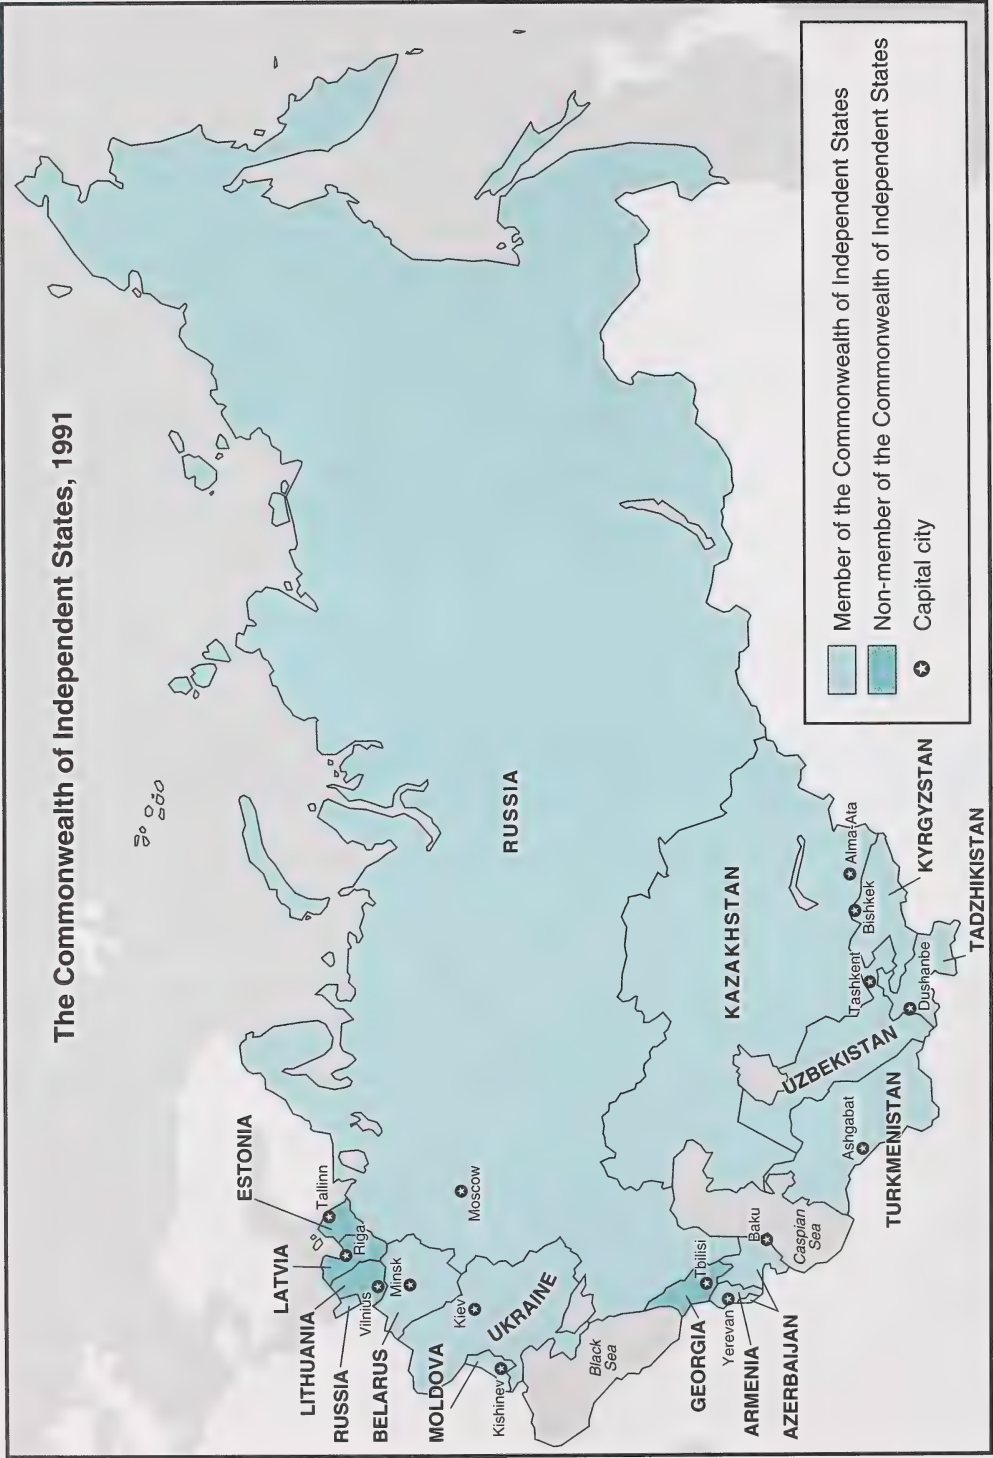 The Commonwealth of Independent States, 1991
ESTONIA
Tallinn
LATVIA
Riga
LITHUANIA
Vilnius
RUSSIA
BELARUS
Minsk
MOLDOVA
Kishinev
Kiev
UKRAINE
Moscow
RUSSIA
Black
Sea
GEORGIA
Tbilisi
Yerevan
ARMENIA
AZERBAIJAN
Baku
Caspian
Sea
KAZAKHSTAN
Alma-Ata
Bishkek
KYRGYZSTAN
Tashkent
UZBEKISTAN
Dushanbe
TADZHIKISTAN
Ashgabat
TURKMENISTAN
Member of the Commonwealth of Independent States
Non-member of the Commonwealth of Independent States
Capital city